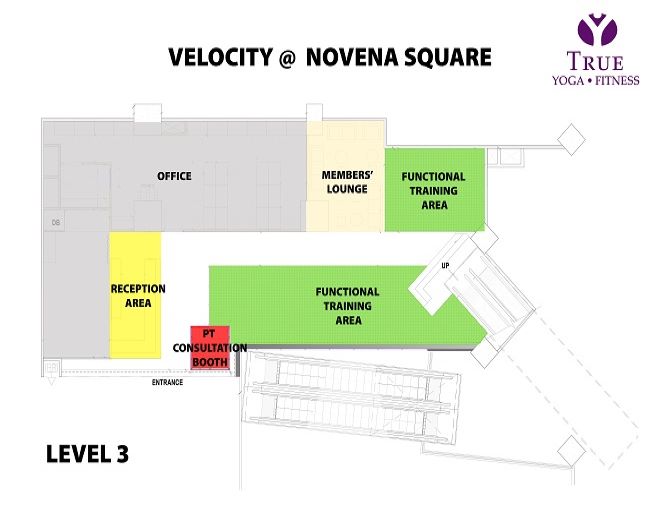 VELOCITY @ NOVENA SQUARE
TRUE
YOGA • FITNESS
OFFICE
MEMBERS'
LOUNGE
FUNCTIONAL
TRAINING
AREA
DB
UP
RECEPTION
AREA
FUNCTIONAL
TRAINING
AREA
PT
CONSULTATION
BOOTH
ENTRANCE
LEVEL 3